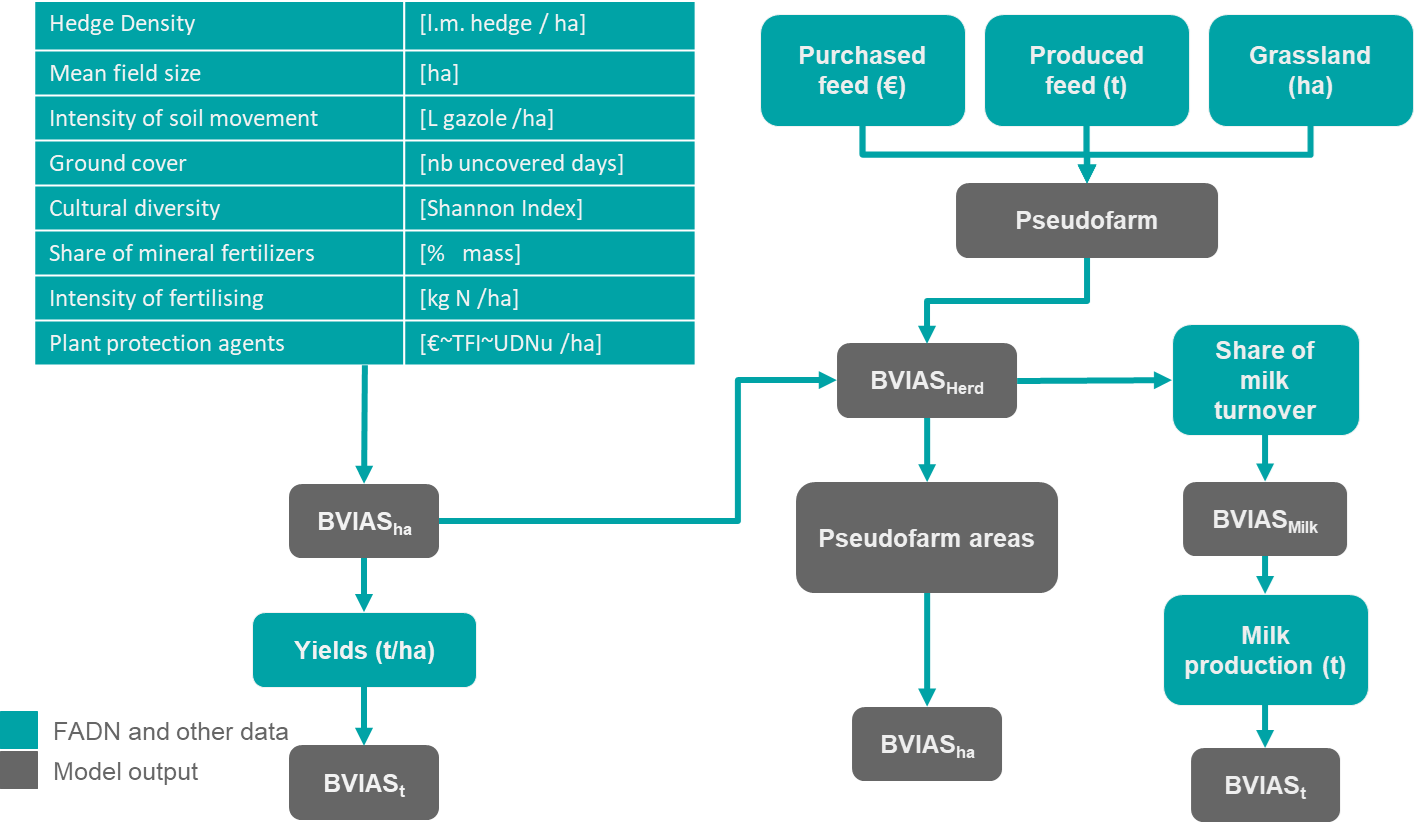 Hedge Density [l.m. hedge / ha]
Mean field size [ha]
Intensity of soil movement [L gazole /ha]
Ground cover [nb uncovered days]
Cultural diversity [Shannon Index]
Share of mineral fertilizers [% mass]
Intensity of fertilising [kg N /ha]
Plant protection agents [€~TFI~UDNu /ha]
Purchased
feed (€)
Produced
feed (t)
Grassland
(ha)
Pseudofarm
BVIAS Herd
Share of
milk
turnover
BVIAS ha
Pseudofarm areas
BVIAS Milk
Yields (t/ha)
Milk
production (t)
BVIAS ha
BVIAS t
BVIAS t
FADN and other data
Model output